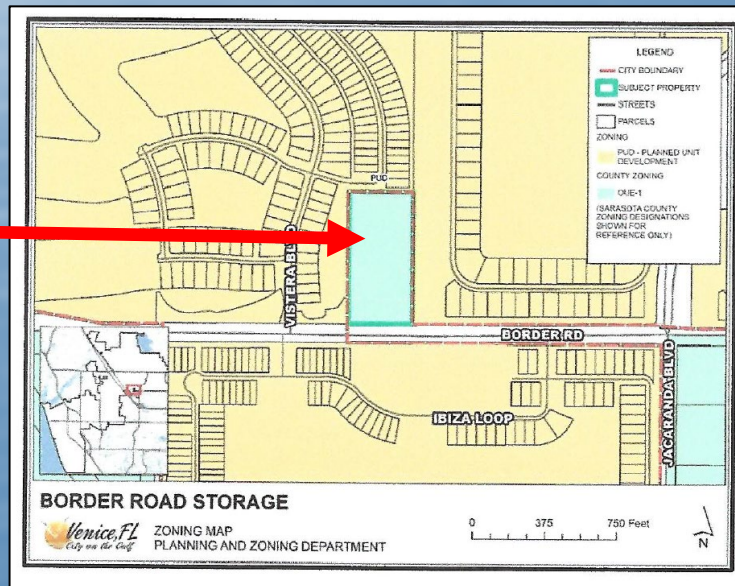 LEGEND
CITY BOUNDARY
SUBJECT PROPERTY
STREETS
PARCELS
ZONING
PUD - PLANNED UNIT
DEVELOPMENT
COUNTY ZONING
OUE-1
(SARASOTA COUNTY
ZONING DESIGNATIONS
SHOWN FOR
REFERENCE ONLY)
PUD
VISTERA BLVD
BORDER RD
IBIZA LOOP
JACARANDA BLVD
BORDER ROAD STORAGE
Venice, FL
City on the Gulf
ZONING MAP
PLANNING AND ZONING DEPARTMENT
0 375 750 Feet
N